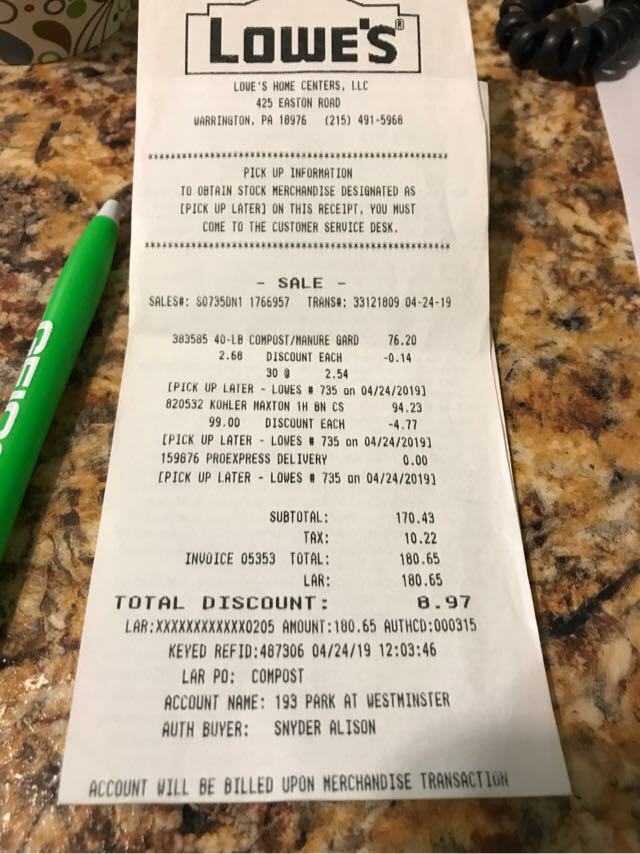 LOWE'S®
LOWE'S HOME CENTERS, LLC
425 EASTON ROAD
WARRINGTON, PA 18976 (215) 491-5968
******************************************************
PICK UP INFORMATION
TO OBTAIN STOCK MERCHANDISE DESIGNATED AS
[PICK UP LATER] ON THIS RECEIPT, YOU MUST
COME TO THE CUSTOMER SERVICE DESK.
******************************************************
- SALE -
SALES#: S0735DN1 1766957 TRANS#: 33121809 04-24-19
383585 40-LB COMPOST/MANURE GARD 76.20
2.68 DISCOUNT EACH -0.14
30 @ 2.54
[PICK UP LATER - LOWES # 735 on 04/24/2019]
820532 KOHLER MAXTON 1H BN CS 94.23
99.00 DISCOUNT EACH -4.77
[PICK UP LATER - LOWES # 735 on 04/24/2019]
159876 PROEXPRESS DELIVERY 0.00
[PICK UP LATER - LOWES # 735 on 04/24/2019]
SUBTOTAL: 170.43
TAX: 10.22
INVOICE 05353 TOTAL: 180.65
LAR: 180.65
TOTAL DISCOUNT: 8.97
LAR:XXXXXXXXXXXX0205 AMOUNT:180.65 AUTHCD:000315
KEYED REFID:487306 04/24/19 12:03:46
LAR PO: COMPOST
ACCOUNT NAME: 193 PARK AT WESTMINSTER
AUTH BUYER: SNYDER ALISON
ACCOUNT WILL BE BILLED UPON MERCHANDISE TRANSACTION